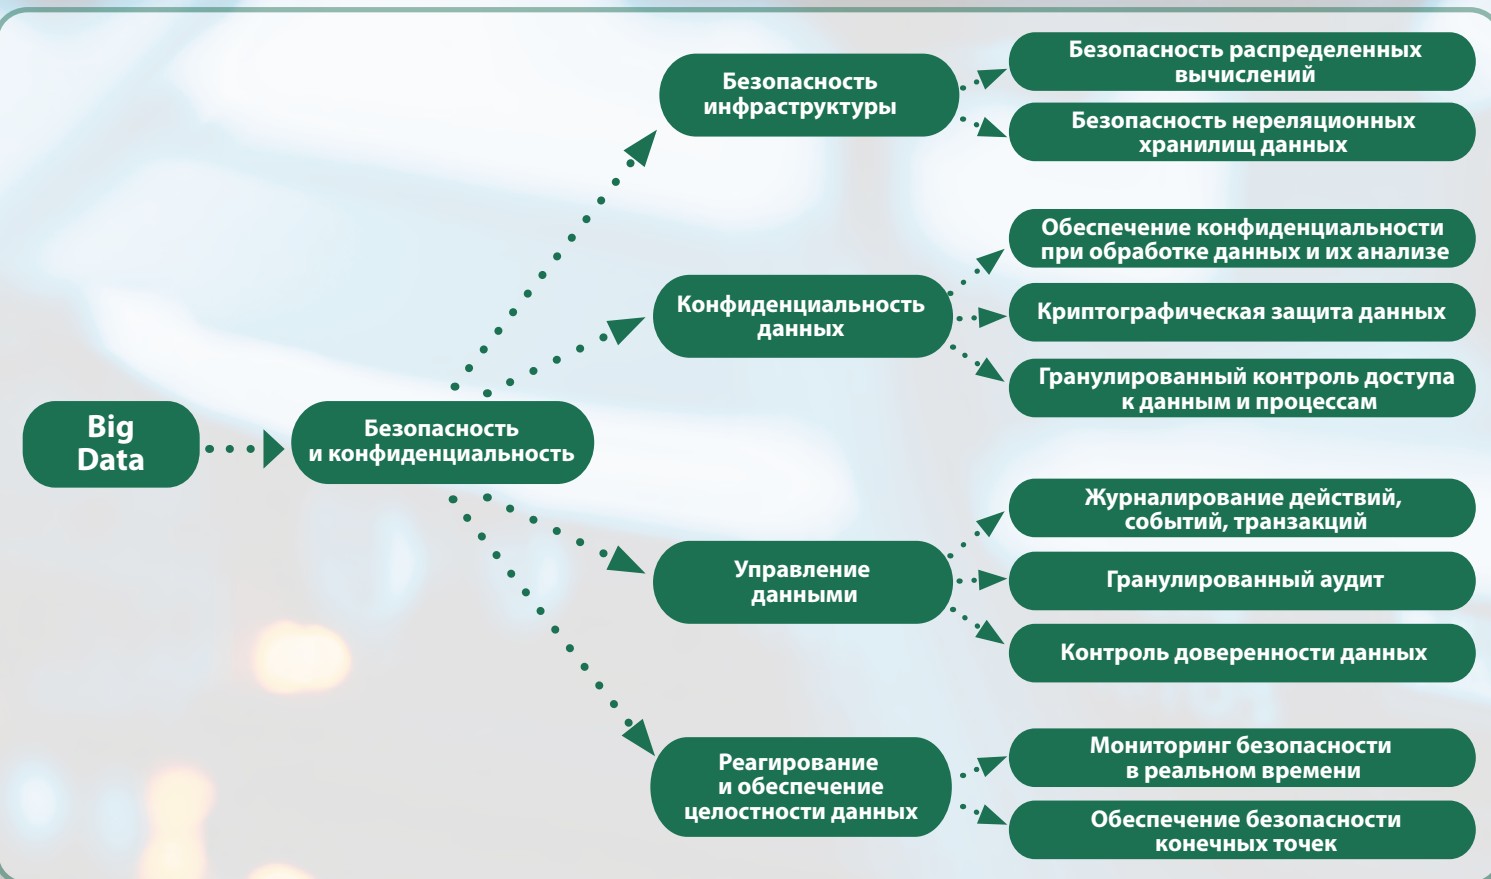 Big
Data
Безопасность
и конфиденциальность
Безопасность
инфраструктуры
Безопасность распределенных
вычислений
Безопасность нереляционных
хранилищ данных
Конфиденциальность
данных
Обеспечение конфиденциальности
при обработке данных и их анализе
Криптографическая защита данных
Гранулированный контроль доступа
к данным и процессам
Управление
данными
Журналирование действий,
событий, транзакций
Гранулированный аудит
Контроль доверенности данных
Реагирование
и обеспечение
целостности данных
Мониторинг безопасности
в реальном времени
Обеспечение безопасности
конечных точек